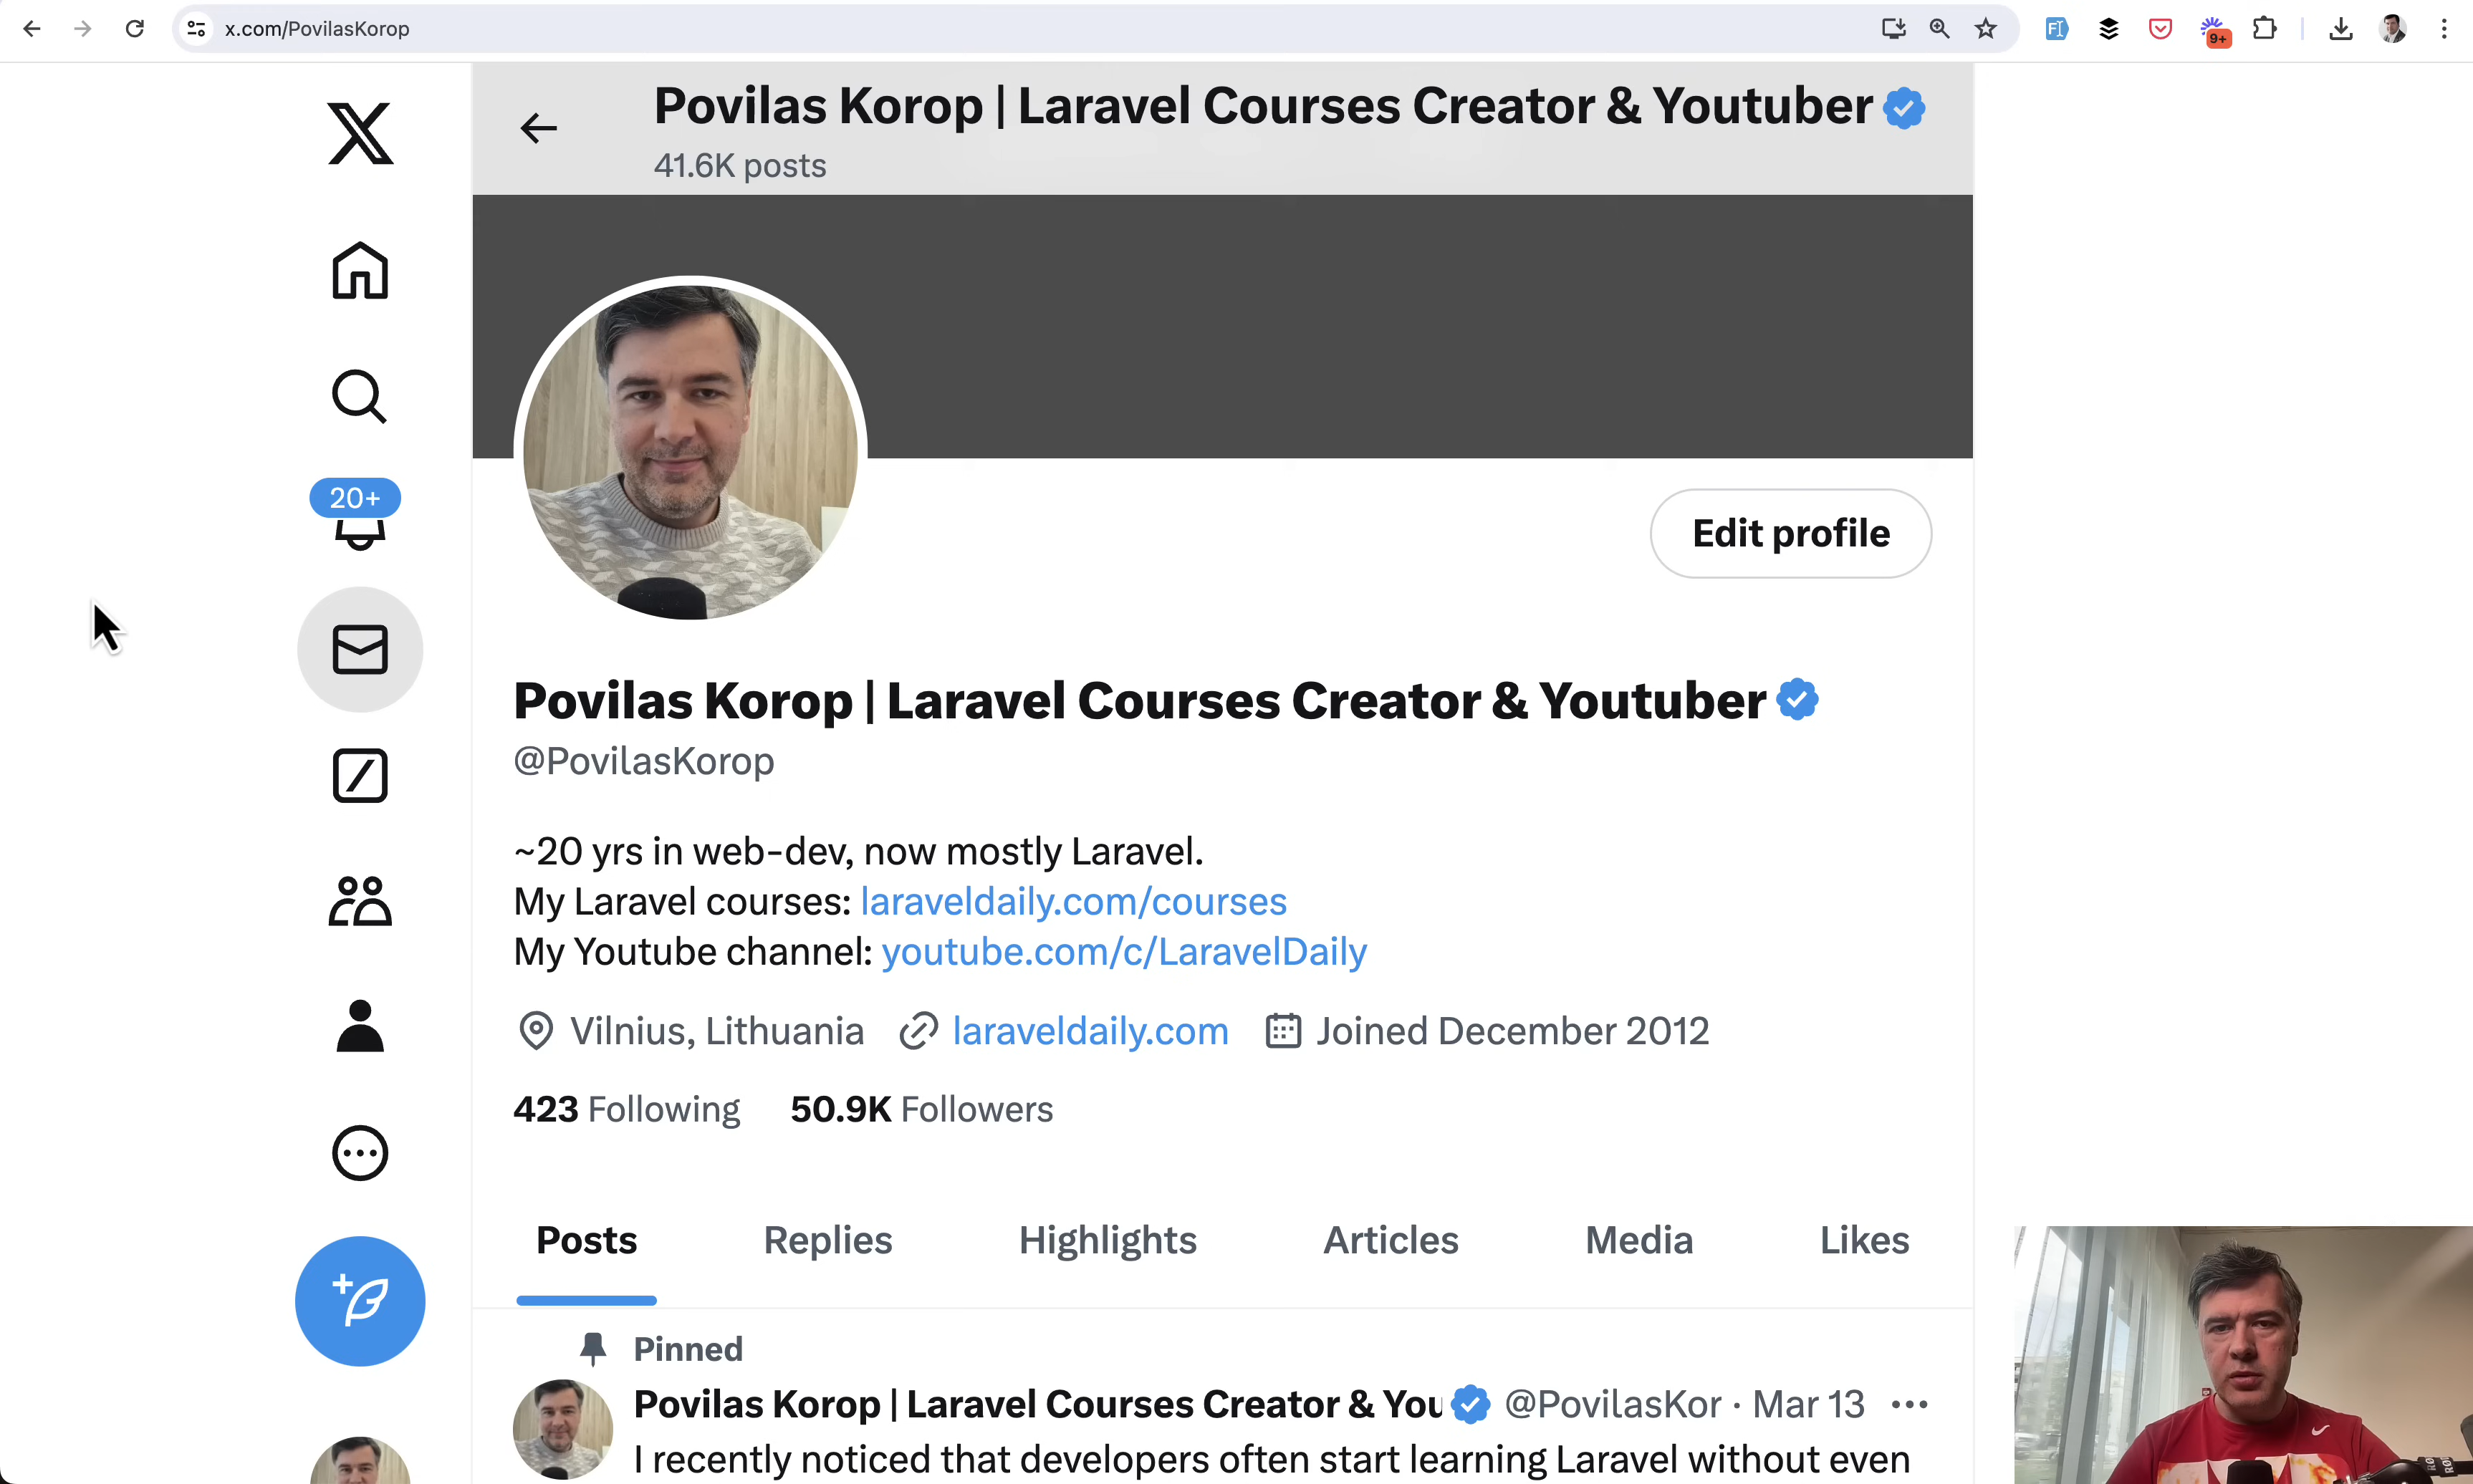 x.com/PovilasKorop
9+
Povilas Korop | Laravel Courses Creator & Youtuber
41.6K posts
20+
Edit profile
Povilas Korop | Laravel Courses Creator & Youtuber
@PovilasKorop
~20 yrs in web-dev, now mostly Laravel.
My Laravel courses: laraveldaily.com/courses
My Youtube channel: youtube.com/c/LaravelDaily
Vilnius, Lithuania laraveldaily.com Joined December 2012
423 Following 50.9K Followers
Posts Replies Highlights Articles Media Likes
Pinned
Povilas Korop | Laravel Courses Creator & You @PovilasKor · Mar 13
I recently noticed that developers often start learning Laravel without even